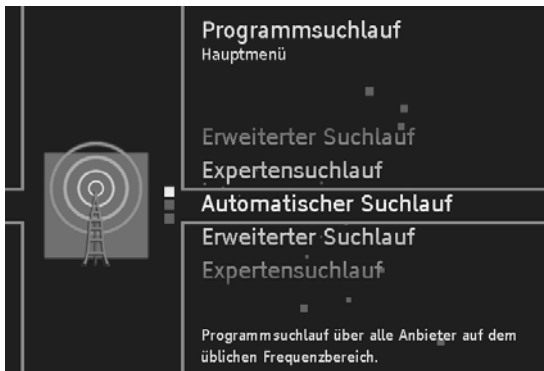 Programmsuchlauf
Hauptmenü
Erweiterter Suchlauf
Expertensuchlauf
Automatischer Suchlauf
Erweiterter Suchlauf
Expertensuchlauf
Programmsuchlauf über alle Anbieter auf dem
üblichen Frequenzbereich.